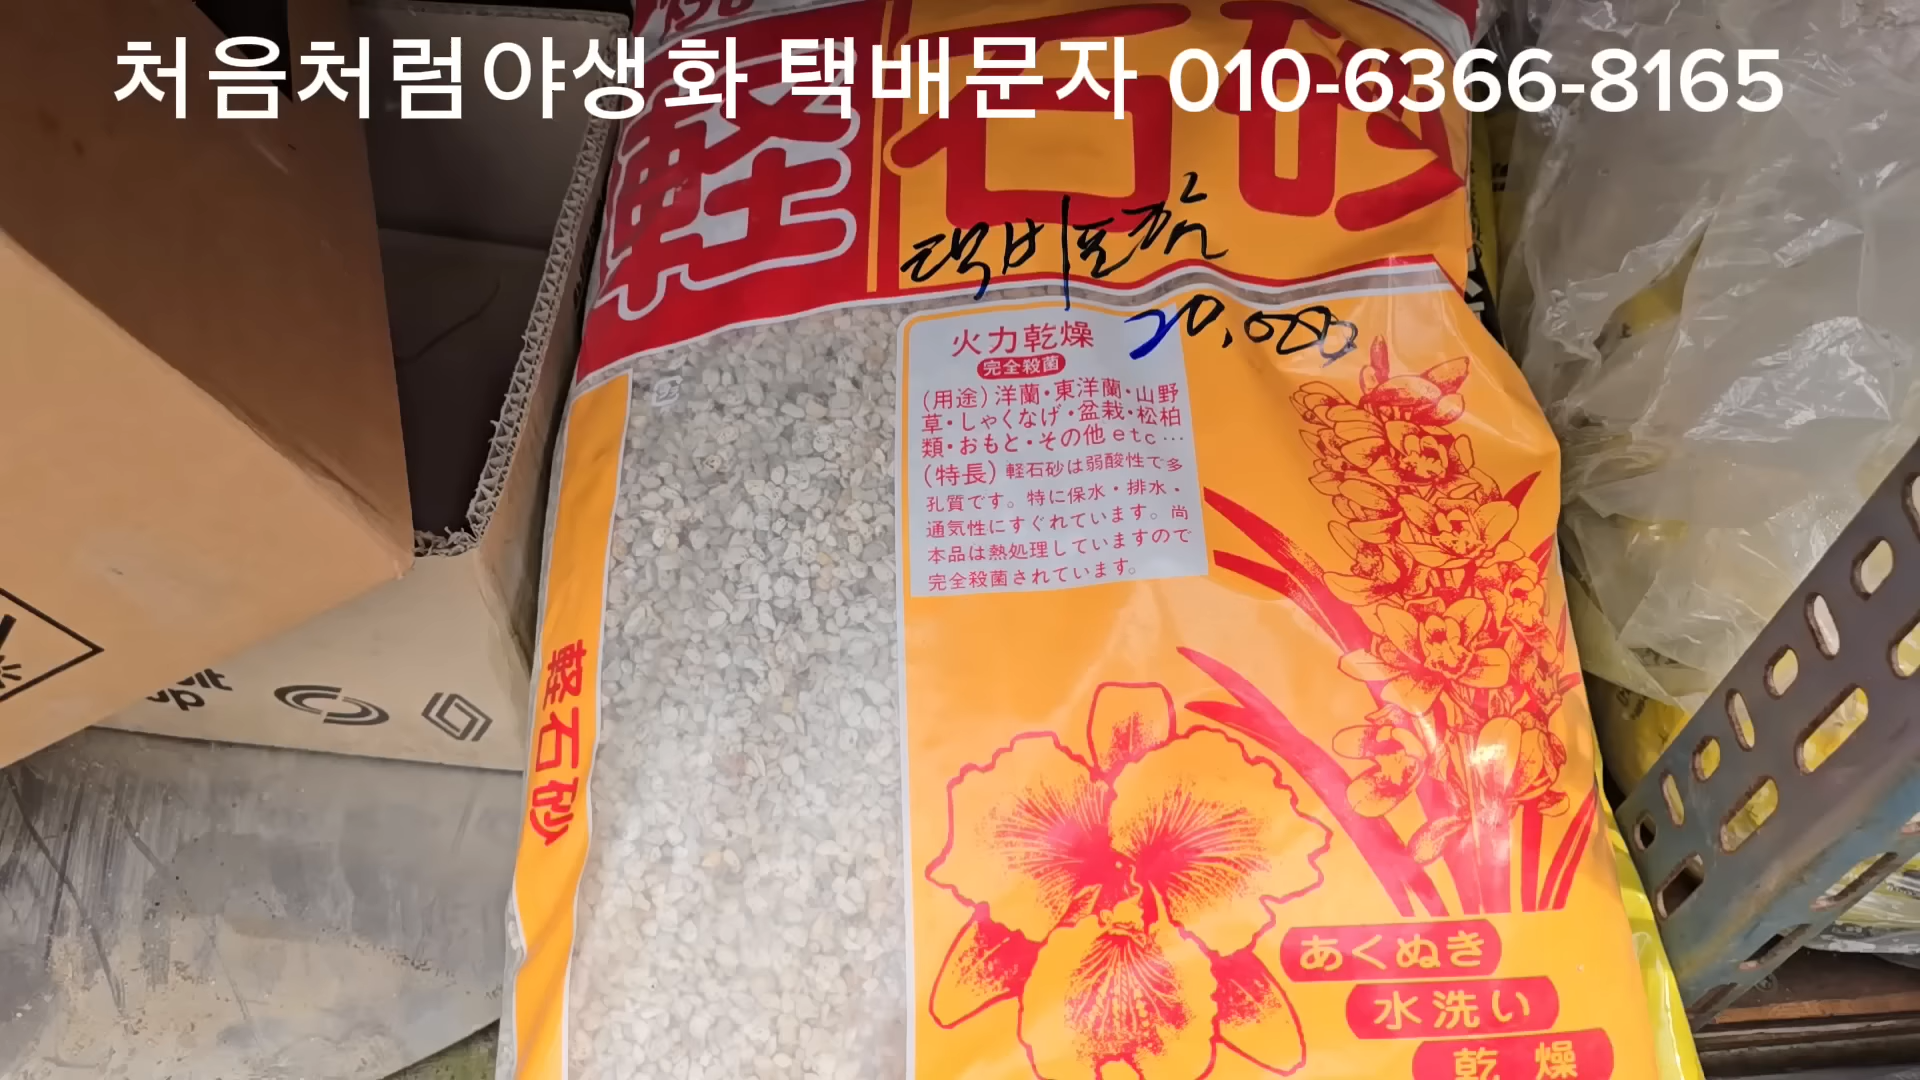 처음처럼야생화 택배문자 010-6366-8165
軽石砂
택비포함
20,000
火力乾燥
完全殺菌
(用途)洋蘭・東洋蘭・山野
草・しゃくなげ・盆栽・松柏
類・おもと・その他etc…
(特長)軽石砂は弱酸性で多
孔質です。特に保水・排水・
通気性にすぐれています。尚
本品は熱処理していますので
完全殺菌されています。
軽石砂
あくぬき
水洗い
乾燥